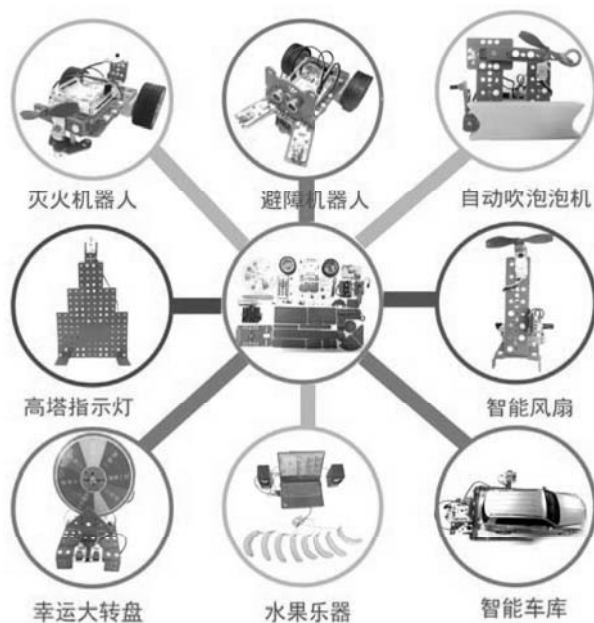 灭火机器人
避障机器人
自动吹泡泡机
高塔指示灯
智能风扇
幸运大转盘
水果乐器
智能车库